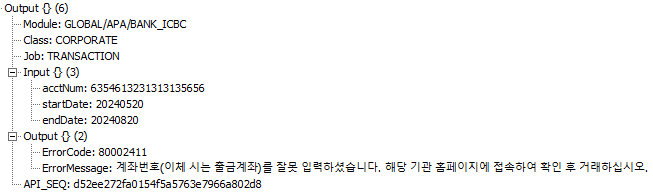 Output {} (6)
Module: GLOBAL/APA/BANK_ICBC
Class: CORPORATE
Job: TRANSACTION
Input {} (3)
acctNum: 6354613231313135656
startDate: 20240520
endDate: 20240820
Output {} (2)
ErrorCode: 80002411
ErrorMessage: 계좌번호(이체 시는 출금계좌)를 잘못 입력하셨습니다. 해당 기관 홈페이지에 접속하여 확인 후 거래하십시오.
API_SEQ: d52ee272fa0154f5a5763e7966a802d8